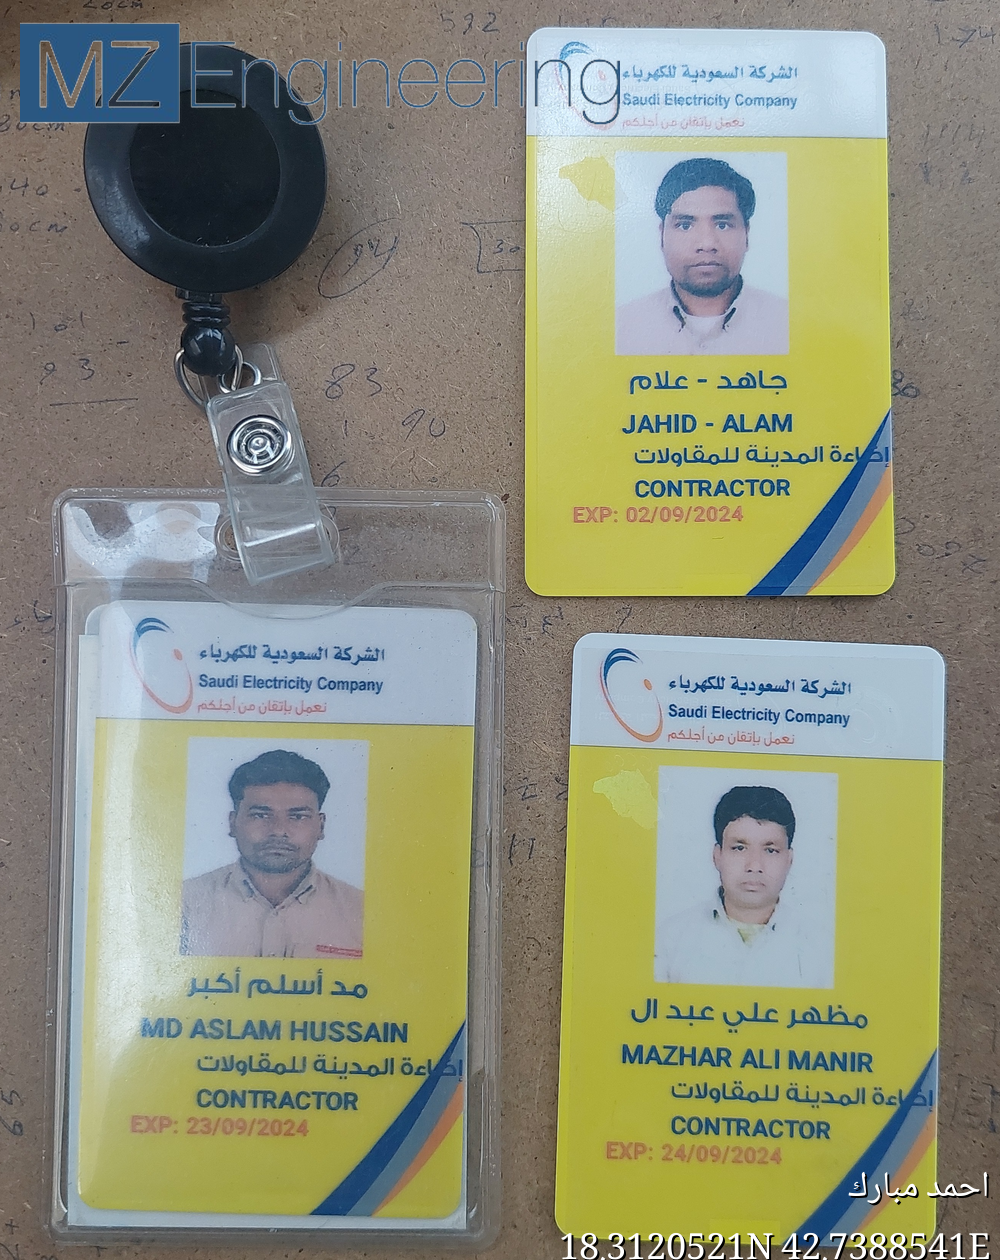 MZ Engineering
الشركة السعودية للكهرباء
Saudi Electricity Company
نعمل بإتقان من أجلكم
جاهد - علام
JAHID - ALAM
إضاءة المدينة للمقاولات
CONTRACTOR
EXP: 02/09/2024
83
90
93
الشركة السعودية للكهرباء
Saudi Electricity Company
نعمل بإتقان من أجلكم
مد أسلم أكبر
MD ASLAM HUSSAIN
إضاءة المدينة للمقاولات
CONTRACTOR
EXP: 23/09/2024
الشركة السعودية للكهرباء
Saudi Electricity Company
نعمل بإتقان من أجلكم
مظهر علي عبد ال
MAZHAR ALI MANIR
إضاءة المدينة للمقاولات
CONTRACTOR
EXP: 24/09/2024
احمد مبارك
18.3120521N 42.7388541E